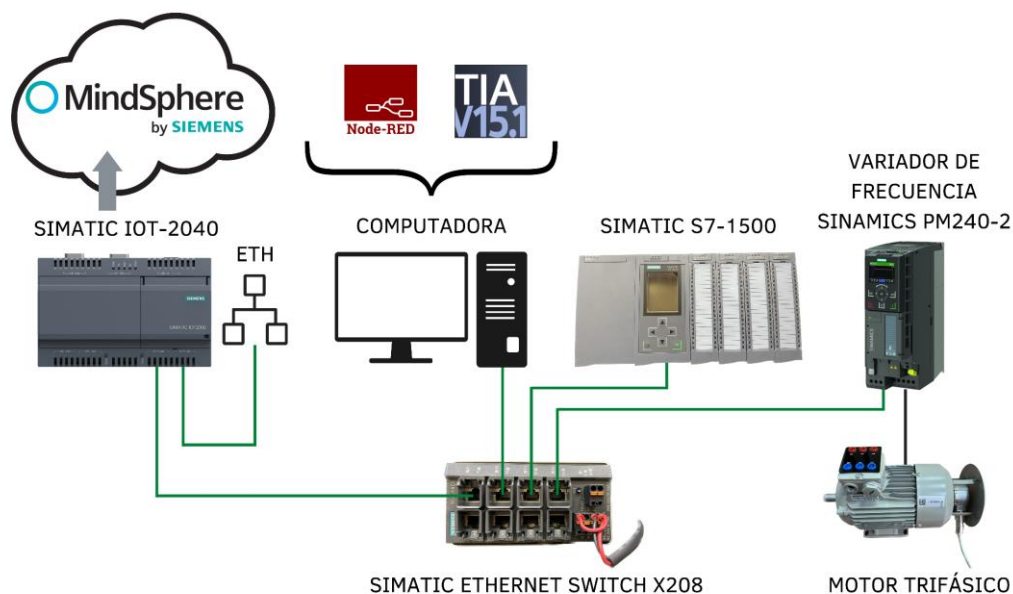 MindSphere
by SIEMENS
Node-RED
TIA
V15.1
SIMATIC IOT-2040
ETH
COMPUTADORA
SIMATIC S7-1500
VARIADOR DE
FRECUENCIA
SINAMICS PM240-2
SIEMENS
SIMATIC ETHERNET SWITCH X208
MOTOR TRIFÁSICO